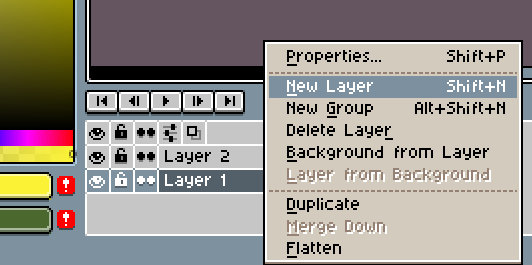 Properties... Shift+P
New Layer Shift+N
New Group Alt+Shift+N
Delete Layer
Background from Layer
Layer from Background
Duplicate
Merge Down
Flatten
Layer 2
Layer 1